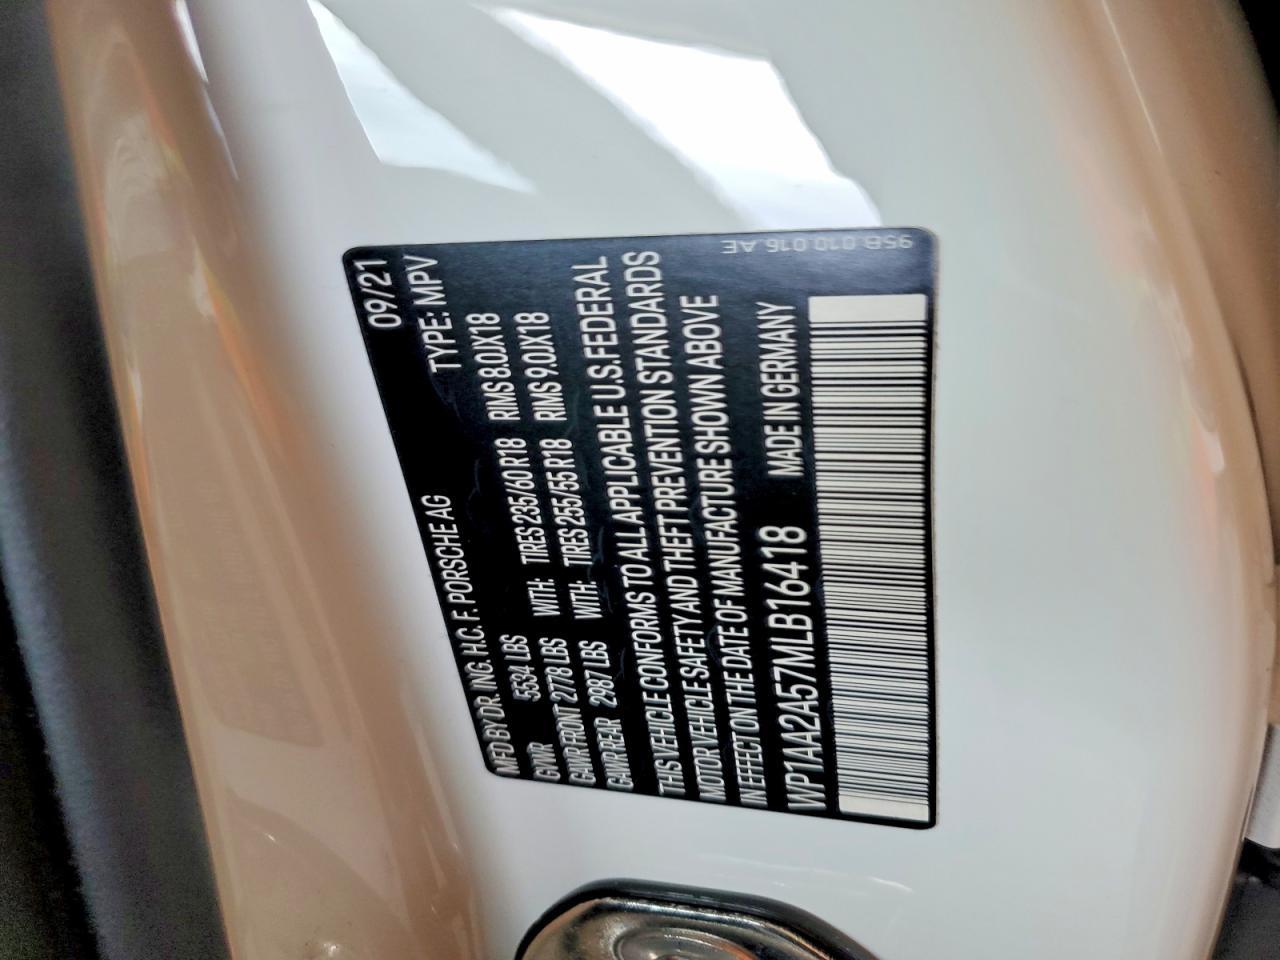 09/21
MFD BY DR. ING. H.C. F. PORSCHE AG TYPE: MPV
GVWR 5534 LBS WITH: TIRES 235/60 R18 RIMS 8.0JX18
GAWR FRONT 2778 LBS WITH: TIRES 255/55 R18 RIMS 9.0JX18
GAWR REAR 2987 LBS
THIS VEHICLE CONFORMS TO ALL APPLICABLE U.S. FEDERAL
MOTOR VEHICLE SAFETY AND THEFT PREVENTION STANDARDS
IN EFFECT ON THE DATE OF MANUFACTURE SHOWN ABOVE
WP1AA2A57MLB16418 MADE IN GERMANY
95B 010 016 AE